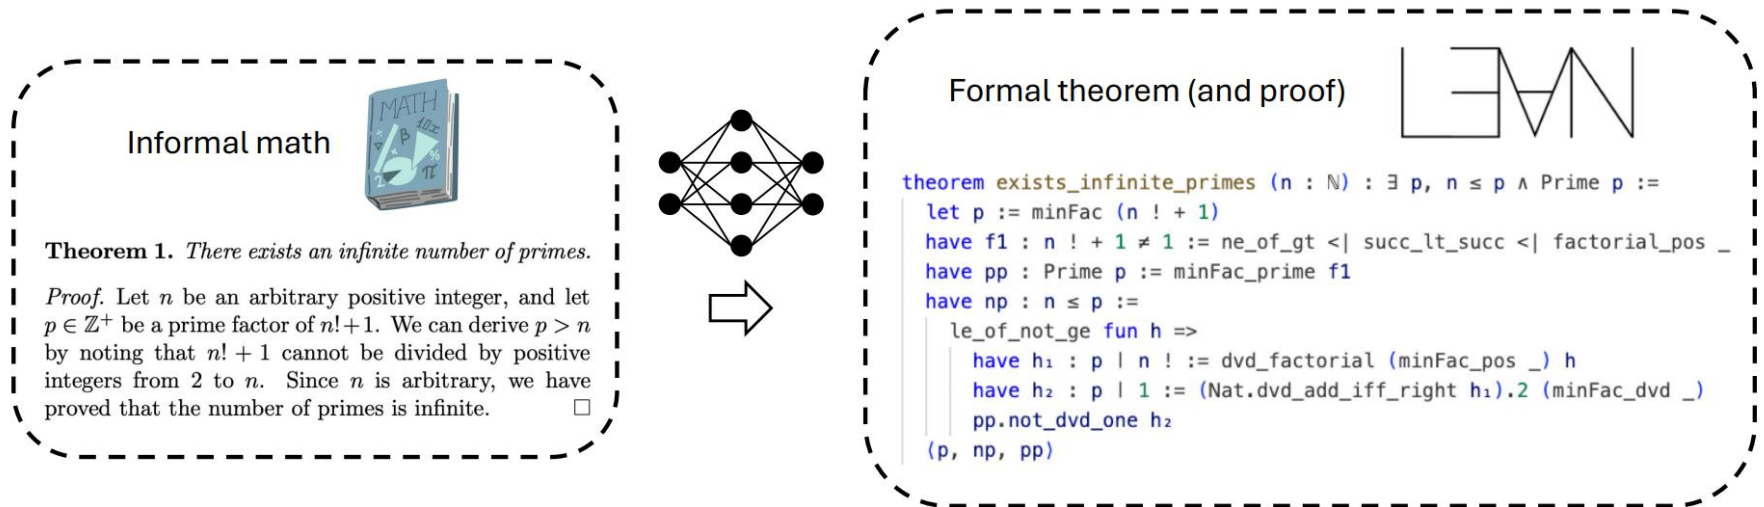 Informal math
MATH
β
10x
%
π
2
Theorem 1. There exists an infinite number of primes.
Proof. Let n be an arbitrary positive integer, and let
p ∈ ℤ⁺ be a prime factor of n!+1. We can derive p > n
by noting that n! + 1 cannot be divided by positive
integers from 2 to n. Since n is arbitrary, we have
proved that the number of primes is infinite. □
Formal theorem (and proof)
L∃∀N
theorem exists_infinite_primes (n : ℕ) : ∃ p, n ≤ p ∧ Prime p :=
let p := minFac (n ! + 1)
have f1 : n ! + 1 ≠ 1 := ne_of_gt <| succ_lt_succ <| factorial_pos _
have pp : Prime p := minFac_prime f1
have np : n ≤ p :=
le_of_not_ge fun h =>
have h₁ : p ∣ n ! := dvd_factorial (minFac_pos _) h
have h₂ : p ∣ 1 := (Nat.dvd_add_iff_right h₁).2 (minFac_dvd _)
pp.not_dvd_one h₂
⟨p, np, pp⟩